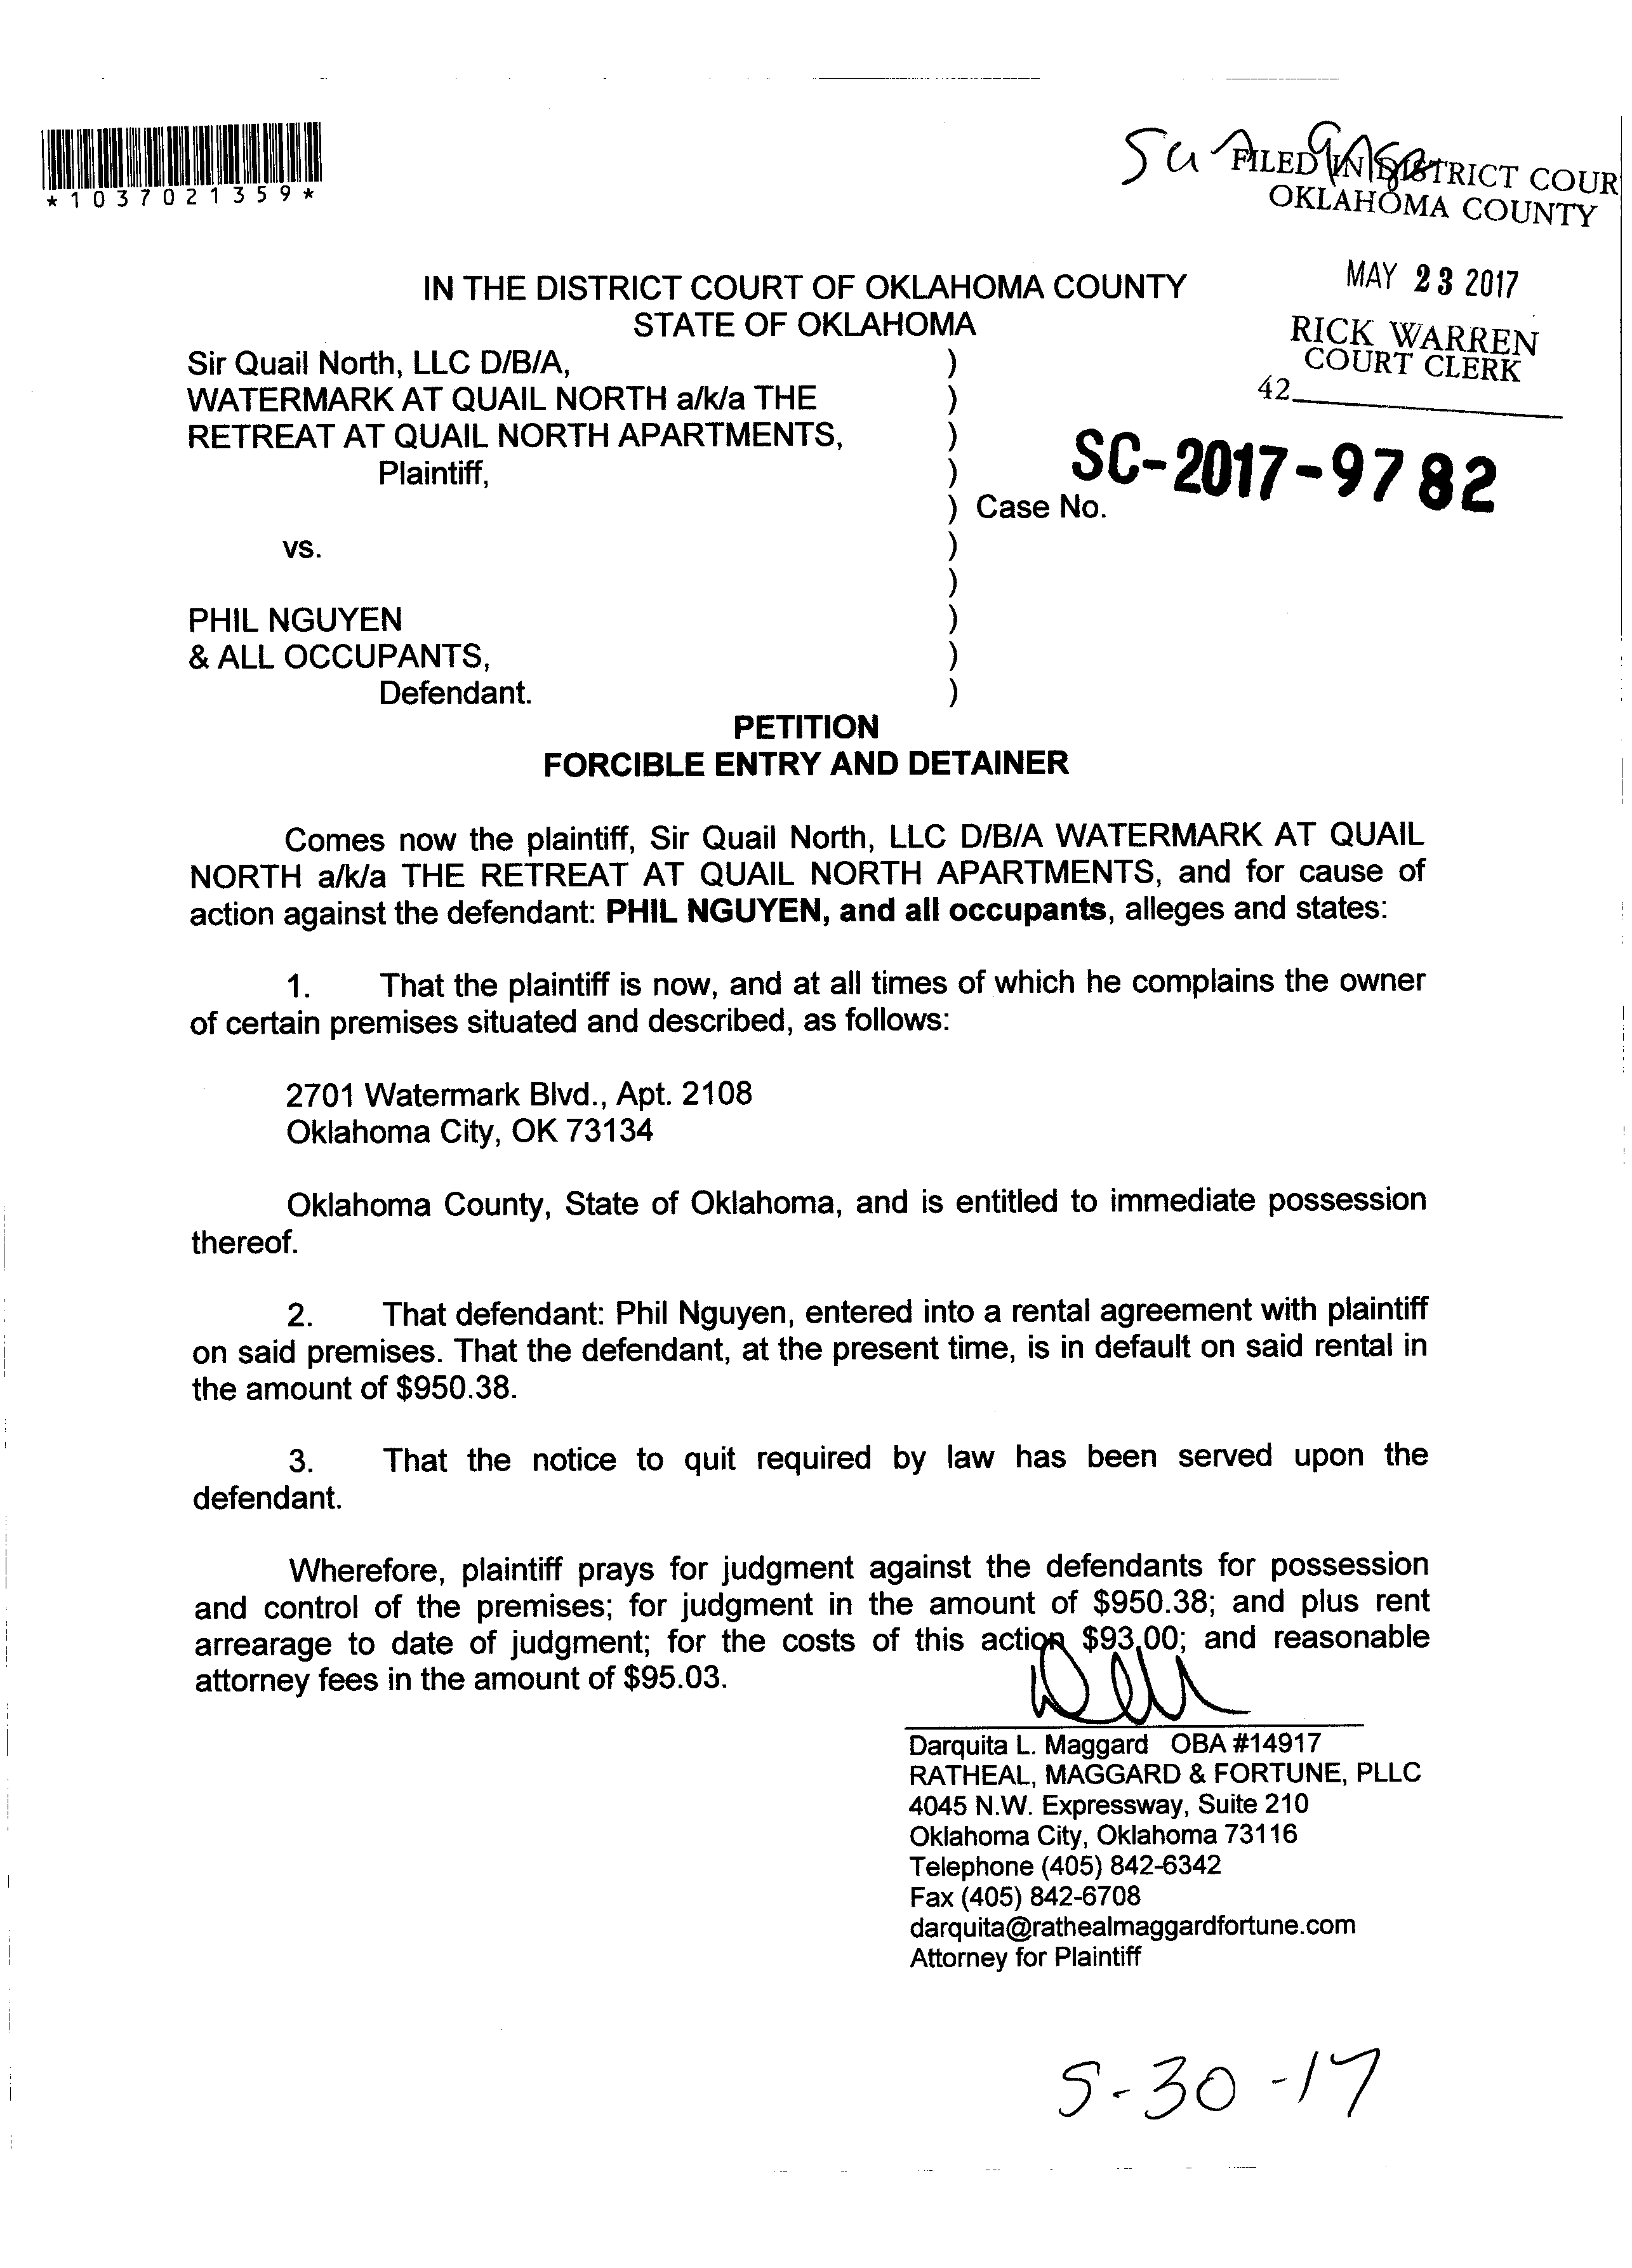 *1037021359*
FILED IN DISTRICT COUR
OKLAHOMA COUNTY
MAY 23 2017
RICK WARREN
COURT CLERK
42
IN THE DISTRICT COURT OF OKLAHOMA COUNTY
STATE OF OKLAHOMA
Sir Quail North, LLC D/B/A, )
WATERMARK AT QUAIL NORTH a/k/a THE )
RETREAT AT QUAIL NORTH APARTMENTS, )
Plaintiff, )
SC-2017-9782
) Case No.
vs. )
)
PHIL NGUYEN )
& ALL OCCUPANTS, )
Defendant. )
PETITION
FORCIBLE ENTRY AND DETAINER
Comes now the plaintiff, Sir Quail North, LLC D/B/A WATERMARK AT QUAIL
NORTH a/k/a THE RETREAT AT QUAIL NORTH APARTMENTS, and for cause of
action against the defendant: PHIL NGUYEN, and all occupants, alleges and states:
1. That the plaintiff is now, and at all times of which he complains the owner
of certain premises situated and described, as follows:
2701 Watermark Blvd., Apt. 2108
Oklahoma City, OK 73134
Oklahoma County, State of Oklahoma, and is entitled to immediate possession
thereof.
2. That defendant: Phil Nguyen, entered into a rental agreement with plaintiff
on said premises. That the defendant, at the present time, is in default on said rental in
the amount of $950.38.
3. That the notice to quit required by law has been served upon the
defendant.
Wherefore, plaintiff prays for judgment against the defendants for possession
and control of the premises; for judgment in the amount of $950.38; and plus rent
arrearage to date of judgment; for the costs of this action $93.00; and reasonable
attorney fees in the amount of $95.03.
Darquita L. Maggard OBA #14917
RATHEAL, MAGGARD & FORTUNE, PLLC
4045 N.W. Expressway, Suite 210
Oklahoma City, Oklahoma 73116
Telephone (405) 842-6342
Fax (405) 842-6708
darquita@rathealmaggardfortune.com
Attorney for Plaintiff
5-30-17